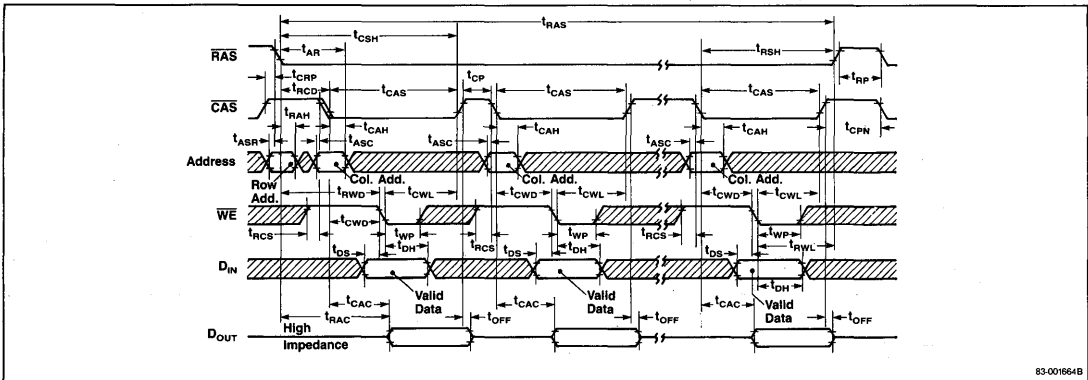 tRAS
tCSH
RAS
tAR
tRSH
tCRP
tRCD
tCP
tRP
CAS
tCAS
tCAS
tCAS
tRAH
tCAH
tCAH
tCAH
tCPN
tASR
tASC
tASC
tASC
Address
Row Add.
Col. Add.
Col. Add.
Col. Add.
tRWD
tCWL
tCWD
tCWL
tCWD
tCWL
WE
tRCS
tCWD
tWP
tRCS
tWP
tRCS
tWP
tDS
tDH
tDS
tDH
tDS
tRWL
DIN
tDH
Valid Data
Valid Data
Valid Data
tCAC
tCAC
tCAC
tRAC
tOFF
tOFF
tOFF
DOUT
High Impedance
83-001664B